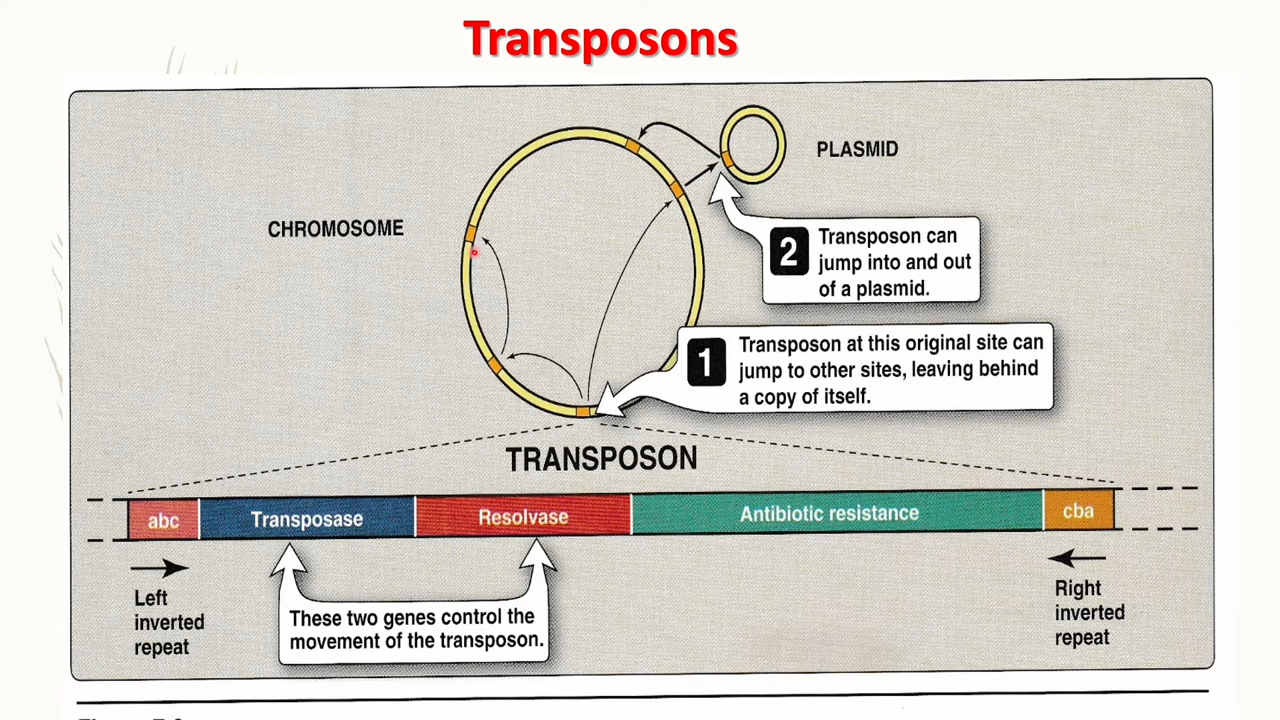 Transposons
PLASMID
CHROMOSOME
2
Transposon can
jump into and out
of a plasmid.
1
Transposon at this original site can
jump to other sites, leaving behind
a copy of itself.
TRANSPOSON
abc
Transposase
Resolvase
Antibiotic resistance
cba
Left
inverted
repeat
These two genes control the
movement of the transposon.
Right
inverted
repeat